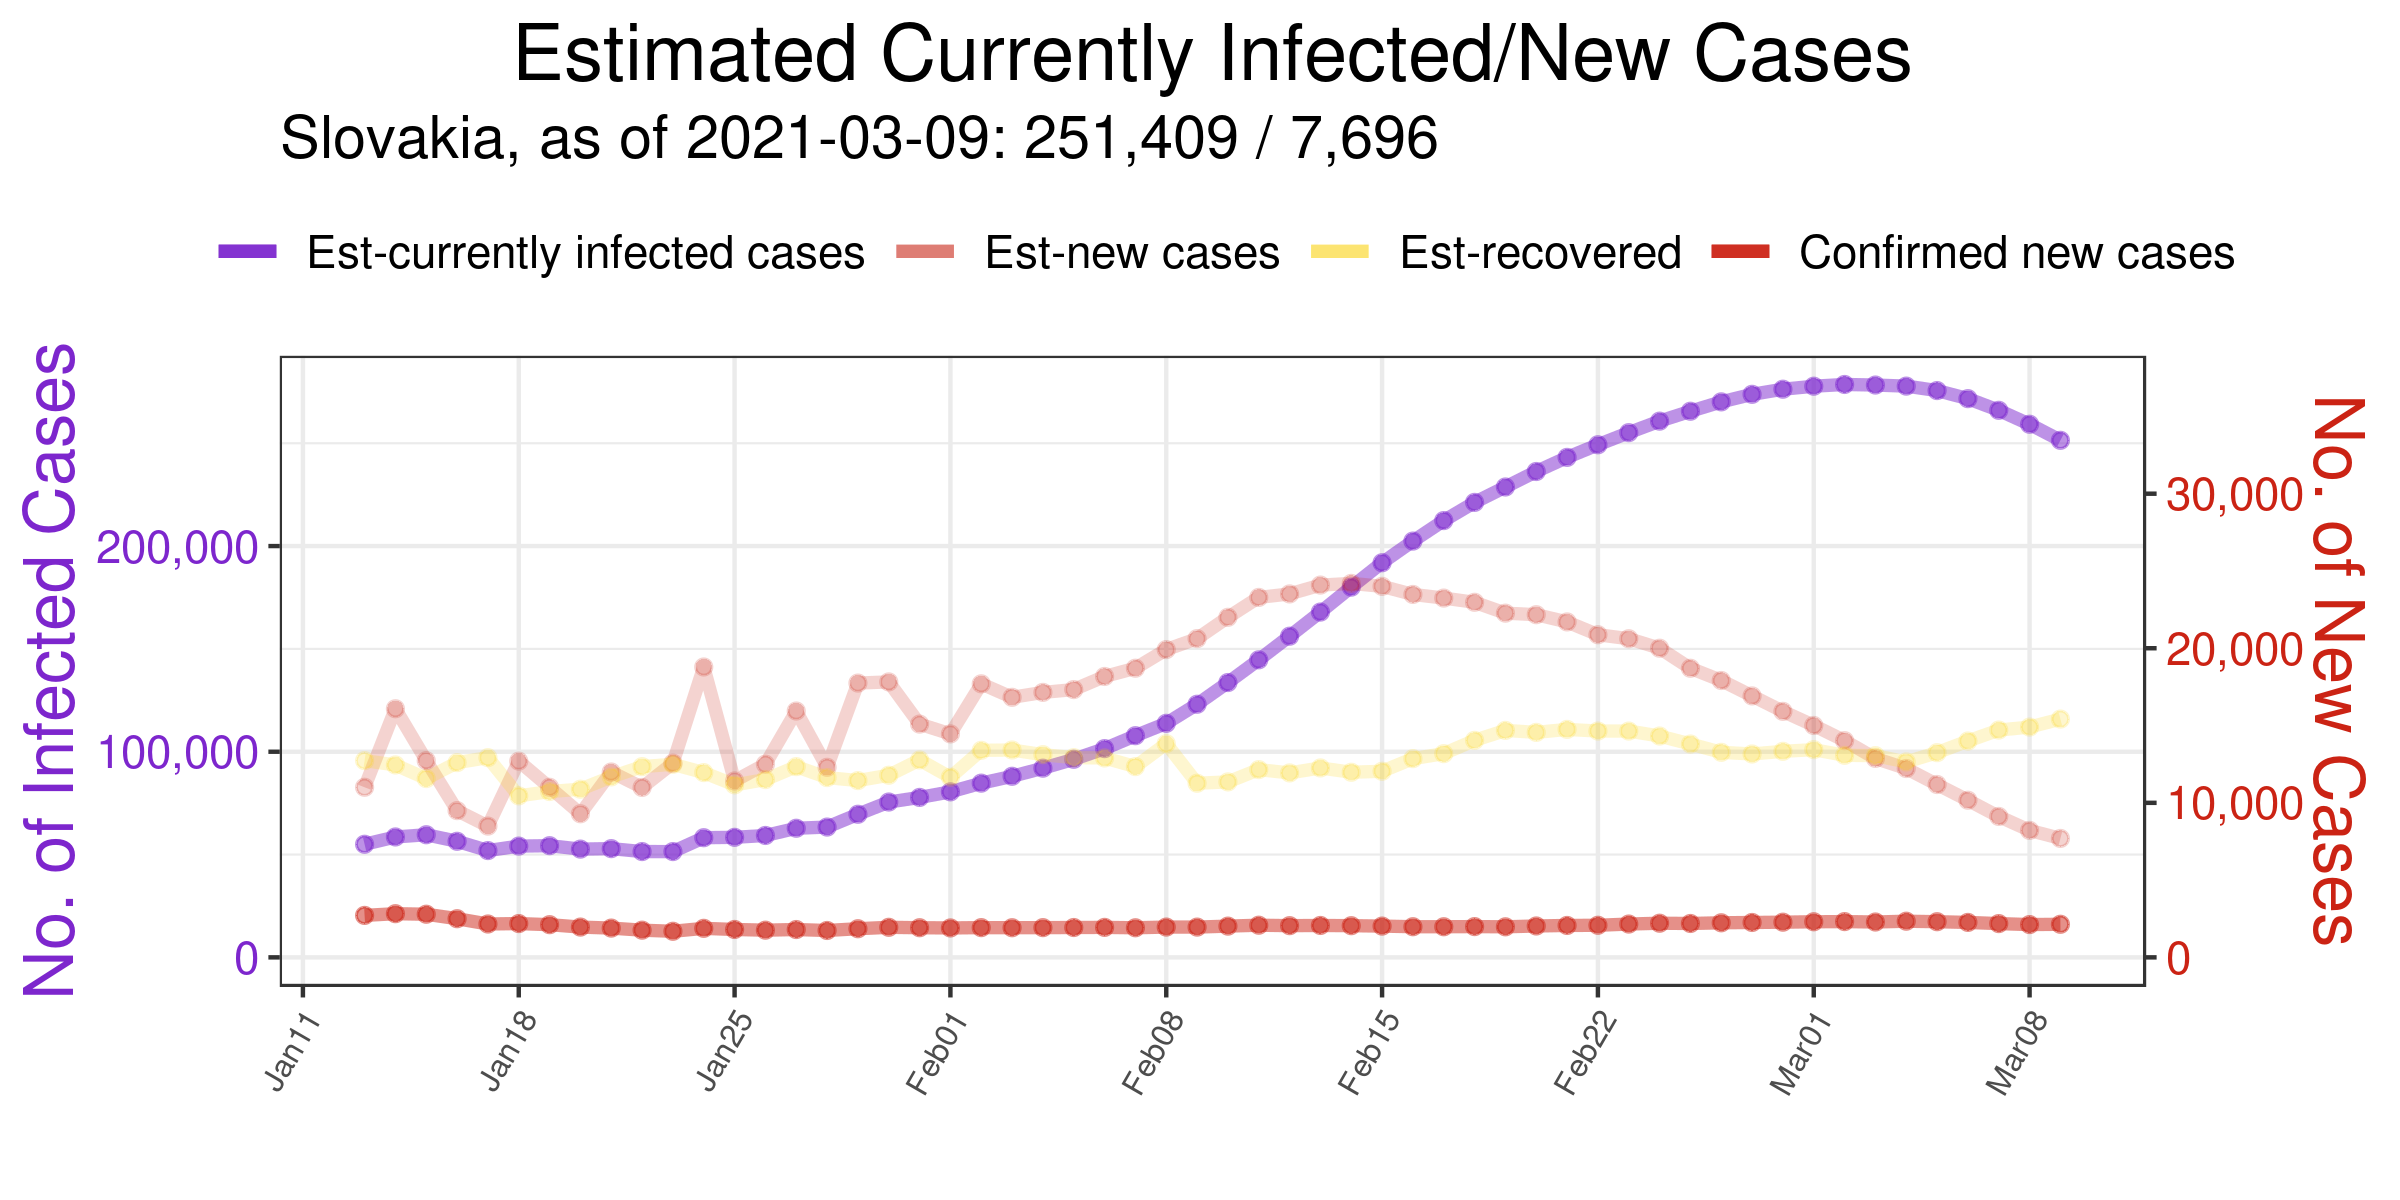 Estimated Currently Infected/New Cases
Slovakia, as of 2021-03-09: 251,409 / 7,696
Est-currently infected cases Est-new cases Est-recovered Confirmed new cases
No. of Infected Cases
200,000
100,000
0
30,000
20,000
10,000
0
No. of New Cases
Jan11 Jan18 Jan25 Feb01 Feb08 Feb15 Feb22 Mar01 Mar08